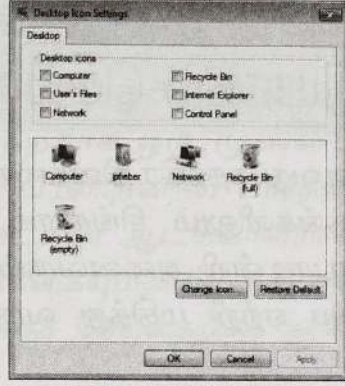 Desktop Icon Settings
Desktop
Desktop icons
Computer
Recycle Bin
User's Files
Internet Explorer
Network
Control Panel
Computer
jpfieber
Network
Recycle Bin (full)
Recycle Bin (empty)
Change Icon...
Restore Default
OK
Cancel
Apply